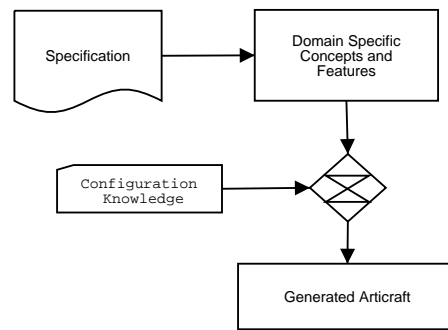 Specification
Domain Specific
Concepts and
Features
Configuration
Knowledge
Generated Articraft